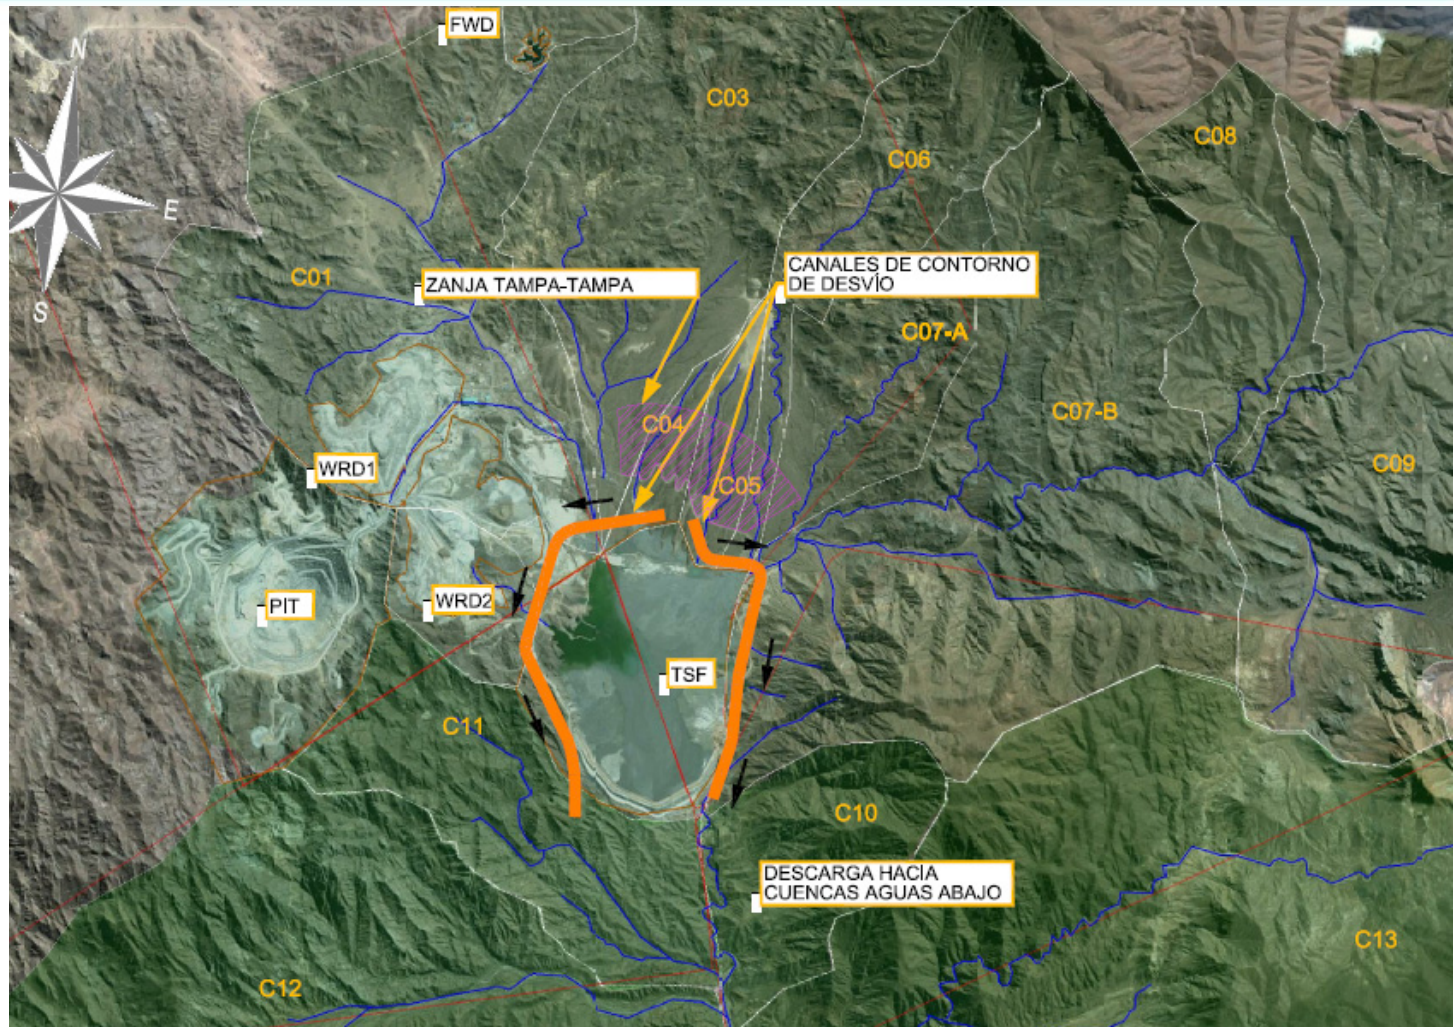 FWD
N
C03
C08
C06
E
CANALES DE CONTORNO
DE DESVÍO
C01
ZANJA TAMPA-TAMPA
S
C07-A
C04
C07-B
WRD1
C09
C05
PIT
WRD2
TSF
C11
C10
DESCARGA HACÍA
CUENCAS AGUAS ABAJO
C13
C12